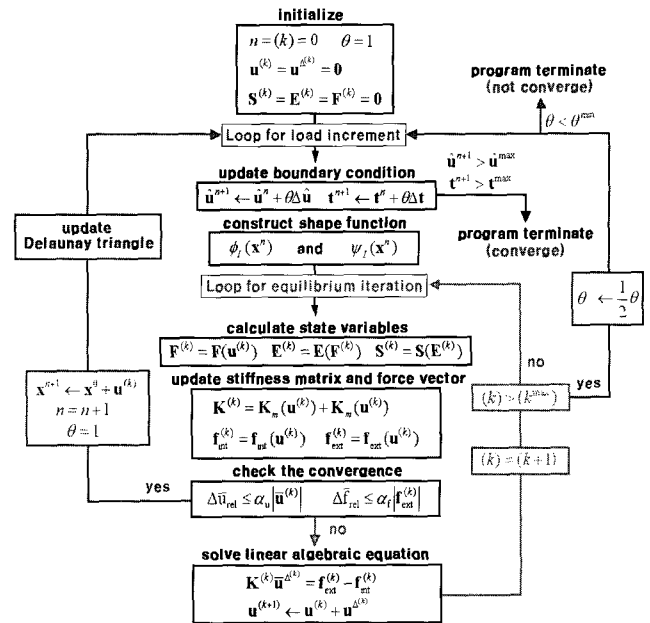 initialize
n = (k) = 0 θ = 1
u^(k) = u^Δ(k) = 0
S^(k) = E^(k) = F^(k) = 0
program terminate
(not converge)
θ < θ^min
Loop for load increment
update boundary condition
û^n+1 ← û^n + θΔû t^n+1 ← t^n + θΔt
û^n+1 > û^max
t^n+1 > t^max
program terminate
(converge)
update
Delaunay triangle
construct shape function
ϕ_I(x^n) and ψ_I(x^n)
Loop for equilibrium iteration
θ ← 1/2 θ
calculate state variables
F^(k) = F(u^(k)) E^(k) = E(F^(k)) S^(k) = S(E^(k))
no
yes
x^n+1 ← x^0 + u^(k)
n = n+1
θ = 1
update stiffness matrix and force vector
K^(k) = K_m(u^(k)) + K_m(u^(k))
f_int^(k) = f_int(u^(k)) f_ext^(k) = f_ext(u^(k))
(k) > (k^max)
(k) = (k+1)
check the convergence
yes
Δū_rel ≤ α_u |ū^(k)| Δf̄_rel ≤ α_f |f_ext^(k)|
no
solve linear algebraic equation
K^(k) ū^Δ(k) = f_ext^(k) − f_int^(k)
u^(k+1) ← u^(k) + u^Δ(k)